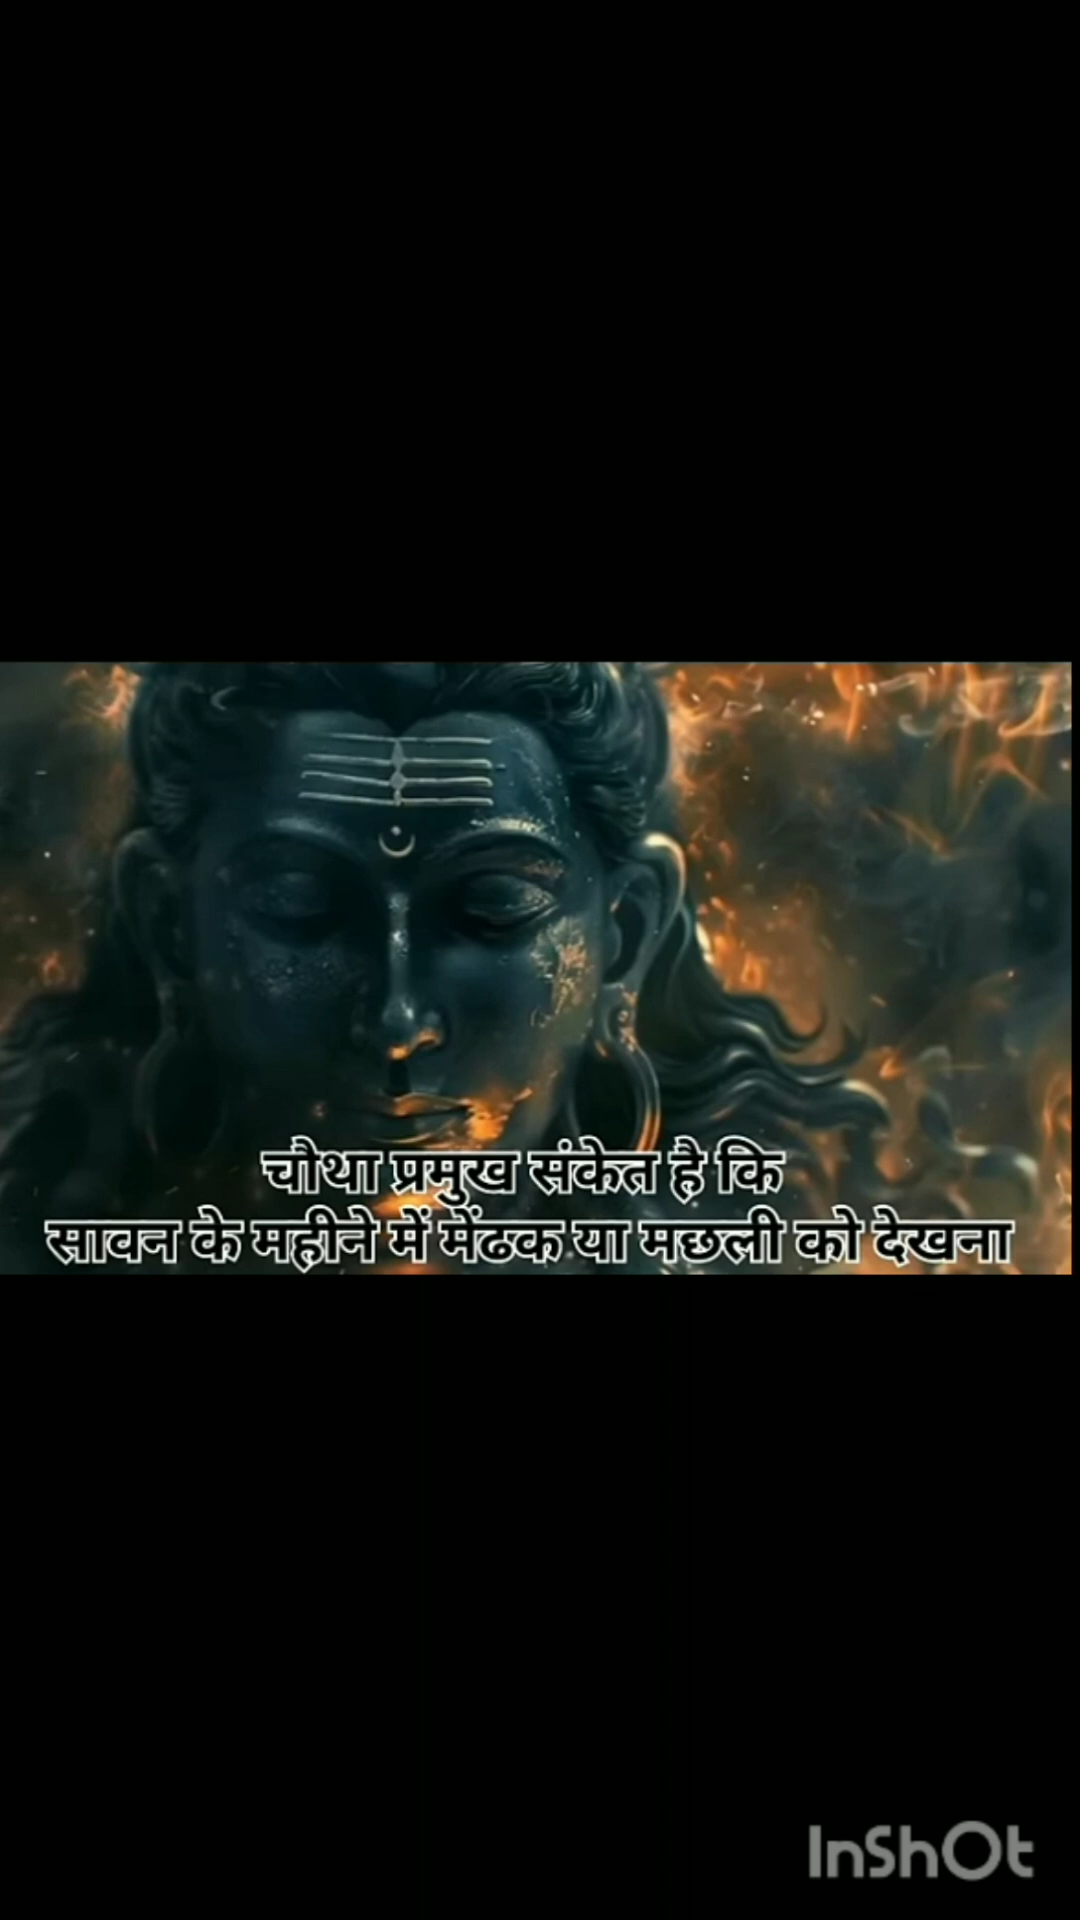 चौथा प्रमुख संकेत है कि
सावन के महीने में मेंढक या मछली को देखना
InShOt